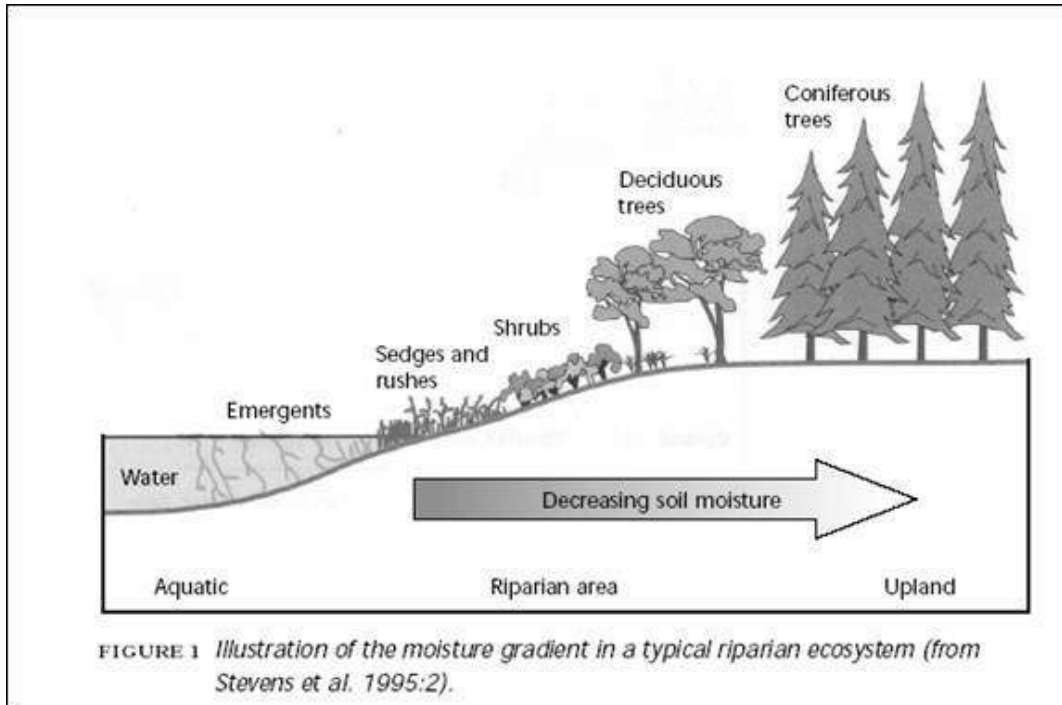 Coniferous
trees
Deciduous
trees
Shrubs
Sedges and
rushes
Emergents
Water
Decreasing soil moisture
Aquatic
Riparian area
Upland
FIGURE 1 Illustration of the moisture gradient in a typical riparian ecosystem (from
Stevens et al. 1995:2).